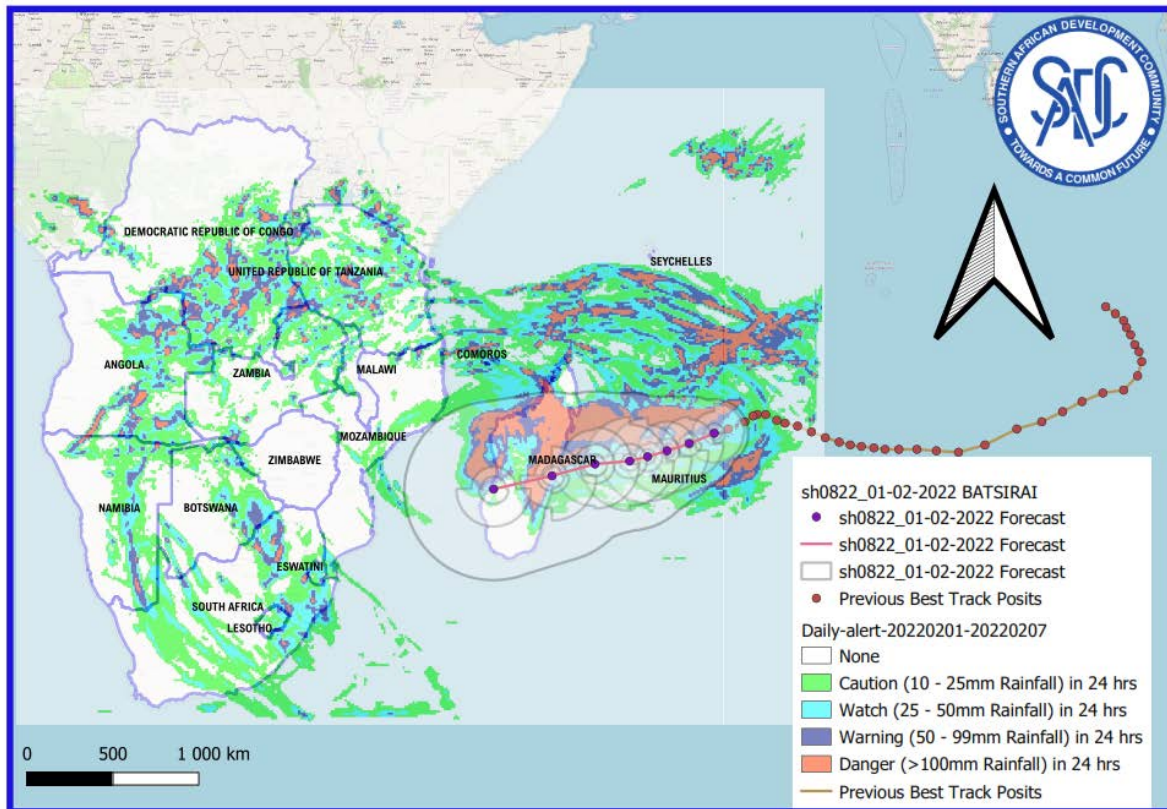 SOUTHERN AFRICAN DEVELOPMENT COMMUNITY
SADC
TOWARDS A COMMON FUTURE
DEMOCRATIC REPUBLIC OF CONGO
UNITED REPUBLIC OF TANZANIA
SEYCHELLES
COMOROS
ANGOLA
ZAMBIA
MALAWI
MOZAMBIQUE
ZIMBABWE
MADAGASCAR
MAURITIUS
NAMIBIA
BOTSWANA
ESWATINI
SOUTH AFRICA
LESOTHO
0 500 1 000 km
sh0822_01-02-2022 BATSIRAI
sh0822_01-02-2022 Forecast
sh0822_01-02-2022 Forecast
sh0822_01-02-2022 Forecast
Previous Best Track Posits
Daily-alert-20220201-20220207
None
Caution (10 - 25mm Rainfall) in 24 hrs
Watch (25 - 50mm Rainfall) in 24 hrs
Warning (50 - 99mm Rainfall) in 24 hrs
Danger (>100mm Rainfall) in 24 hrs
Previous Best Track Posits